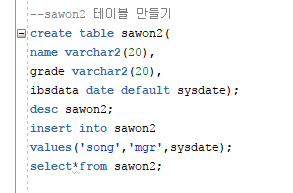 --sawon2 테이블 만들기
create table sawon2(
name varchar2(20),
grade varchar2(20),
ibsdata date default sysdate);
desc sawon2;
insert into sawon2
values('song','mgr',sysdate);
select*from sawon2;